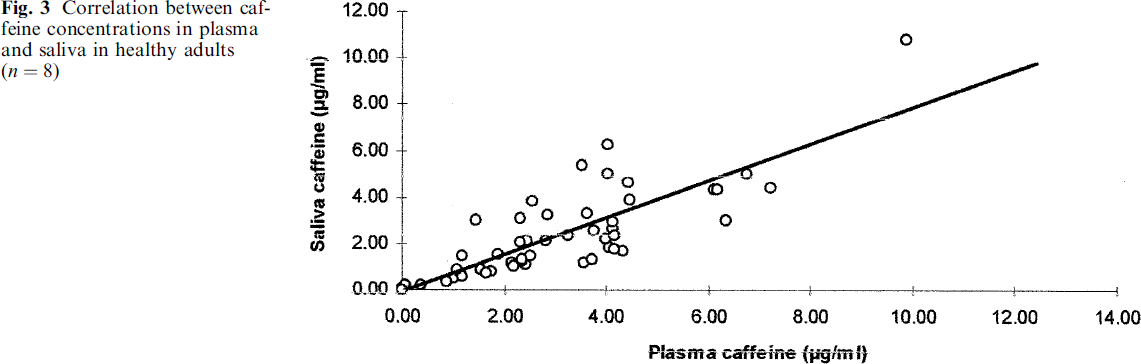 Fig. 3 Correlation between caf-
feine concentrations in plasma
and saliva in healthy adults
(n = 8)
12.00
10.00
8.00
6.00
4.00
2.00
0.00
Saliva caffeine (µg/ml)
0.00 2.00 4.00 6.00 8.00 10.00 12.00 14.00
Plasma caffeine (µg/ml)